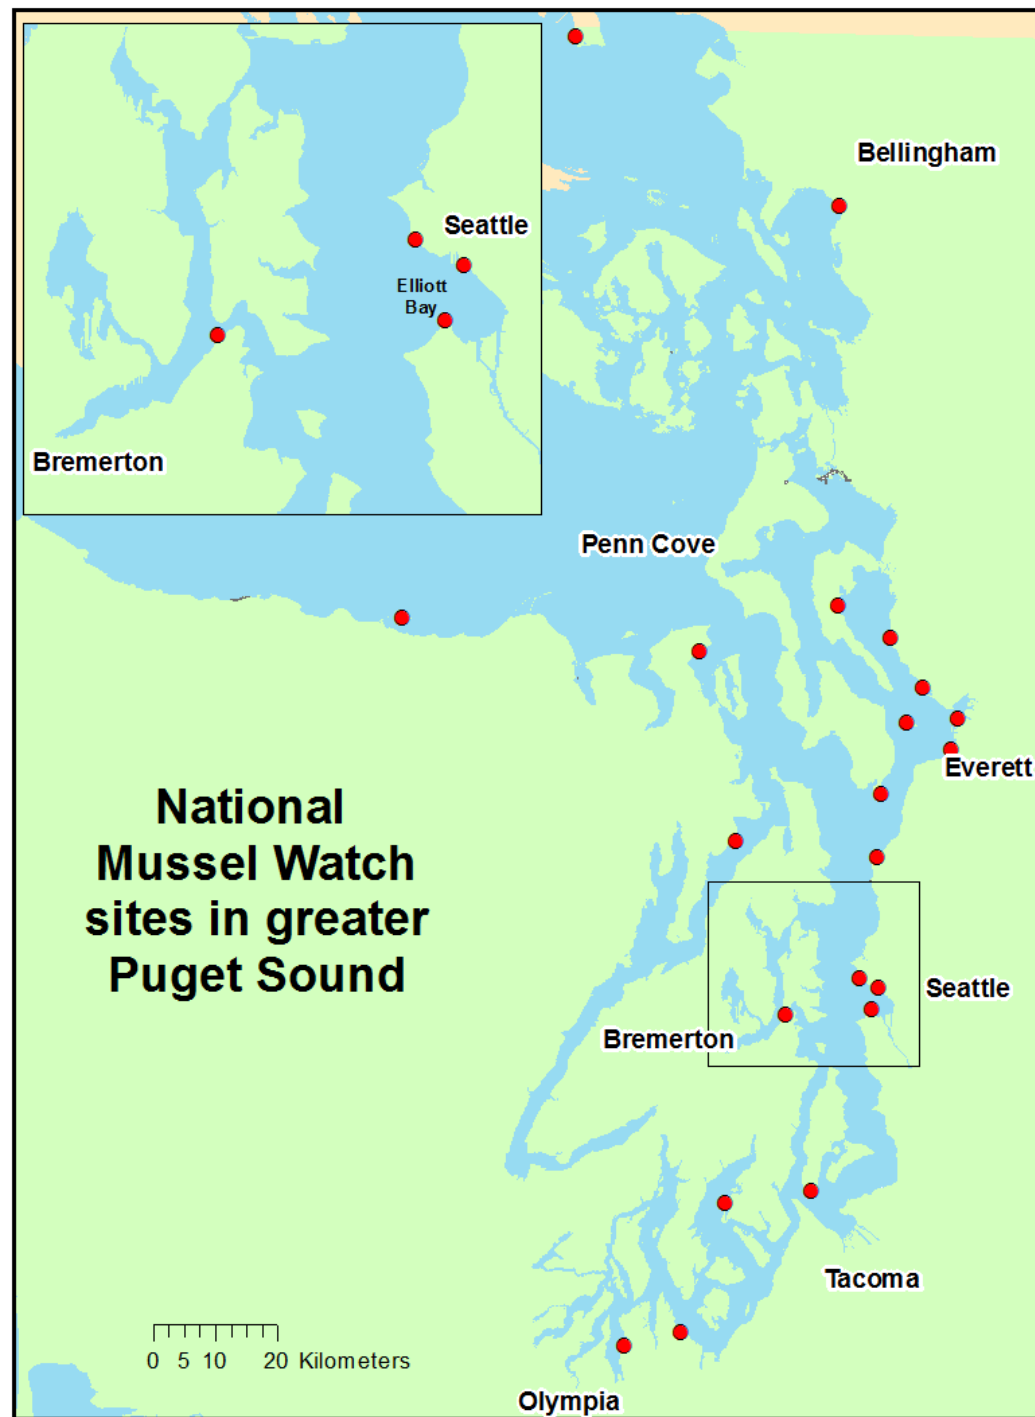 Bellingham
Seattle
Elliott
Bay
Bremerton
Penn Cove
Everett
National
Mussel Watch
sites in greater
Puget Sound
Seattle
Bremerton
Tacoma
0 5 10 20 Kilometers
Olympia